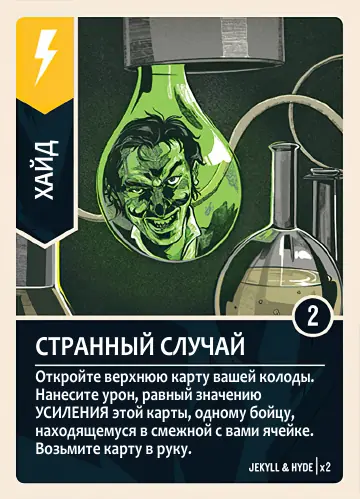 ХАЙД
2
СТРАННЫЙ СЛУЧАЙ
Откройте верхнюю карту вашей колоды.
Нанесите урон, равный значению
УСИЛЕНИЯ этой карты, одному бойцу,
находящемуся в смежной с вами ячейке.
Возьмите карту в руку.
JEKYLL & HYDE | x2